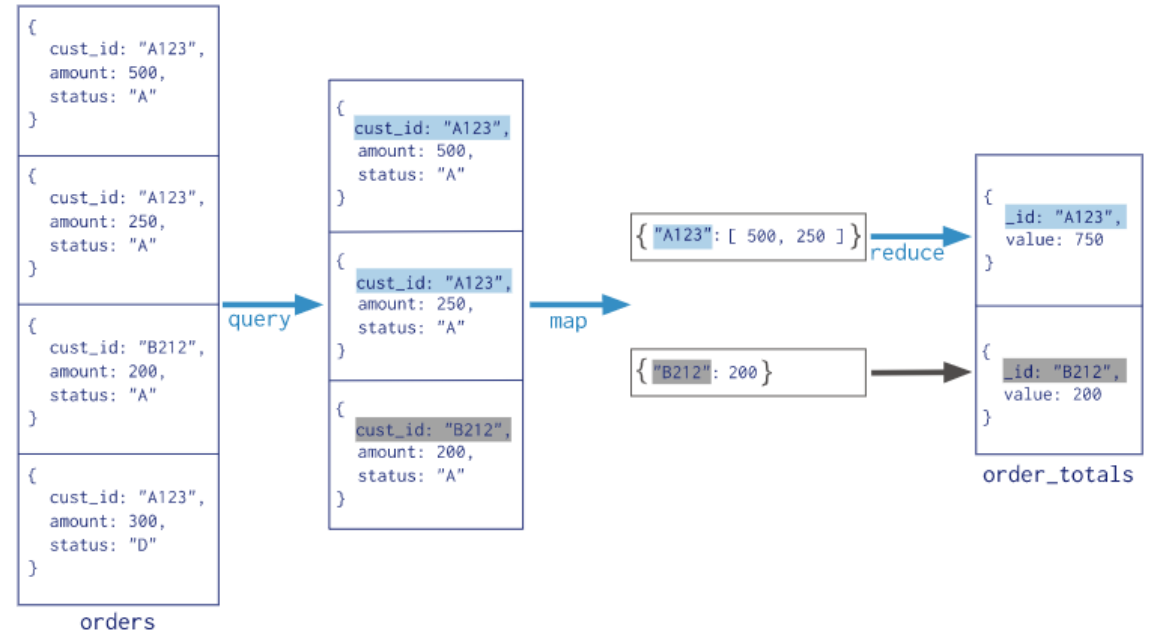 {
cust_id: "A123",
amount: 500,
status: "A"
}
{
cust_id: "A123",
amount: 250,
status: "A"
}
{
cust_id: "B212",
amount: 200,
status: "A"
}
{
cust_id: "A123",
amount: 300,
status: "D"
}
orders
query
{
cust_id: "A123",
amount: 500,
status: "A"
}
{
cust_id: "A123",
amount: 250,
status: "A"
}
{
cust_id: "B212",
amount: 200,
status: "A"
}
map
{ "A123": [ 500, 250 ] }
reduce
{ "B212": 200 }
{
_id: "A123",
value: 750
}
{
_id: "B212",
value: 200
}
order_totals